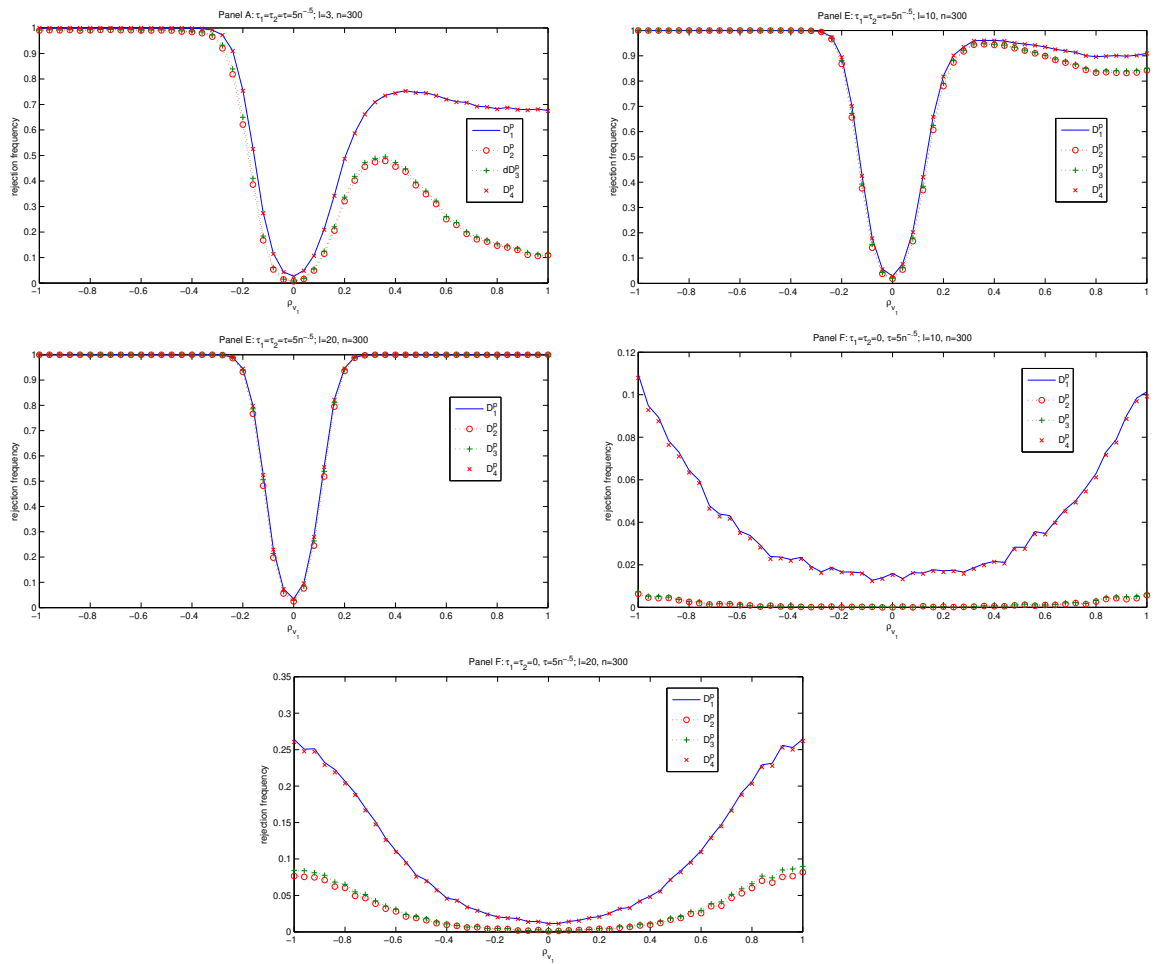 Panel A: τ₁=τ₂=τ=5n⁻·⁵; l=3, n=300
rejection frequency
1
0.9
0.8
0.7
0.6
0.5
0.4
0.3
0.2
0.1
0
−1 −0.8 −0.6 −0.4 −0.2 0 0.2 0.4 0.6 0.8 1
ρ_v₁
D₁ᵖ
D₂ᵖ
dD₃ᵖ
D₄ᵖ
Panel E: τ₁=τ₂=τ=5n⁻·⁵; l=10, n=300
rejection frequency
1
0.9
0.8
0.7
0.6
0.5
0.4
0.3
0.2
0.1
0
−1 −0.8 −0.6 −0.4 −0.2 0 0.2 0.4 0.6 0.8 1
ρ_v₁
D₁ᵖ
D₂ᵖ
D₃ᵖ
D₄ᵖ
Panel E: τ₁=τ₂=τ=5n⁻·⁵; l=20, n=300
rejection frequency
1
0.9
0.8
0.7
0.6
0.5
0.4
0.3
0.2
0.1
0
−1 −0.8 −0.6 −0.4 −0.2 0 0.2 0.4 0.6 0.8 1
ρ_v₁
D₁ᵖ
D₂ᵖ
D₃ᵖ
D₄ᵖ
Panel F: τ₁=τ₂=0, τ=5n⁻·⁵; l=10, n=300
rejection frequency
0.12
0.1
0.08
0.06
0.04
0.02
0
−1 −0.8 −0.6 −0.4 −0.2 0 0.2 0.4 0.6 0.8 1
ρ_v₁
D₁ᵖ
D₂ᵖ
D₃ᵖ
D₄ᵖ
Panel F: τ₁=τ₂=0, τ=5n⁻·⁵; l=20, n=300
rejection frequency
0.35
0.3
0.25
0.2
0.15
0.1
0.05
0
−1 −0.8 −0.6 −0.4 −0.2 0 0.2 0.4 0.6 0.8 1
ρ_v₁
D₁ᵖ
D₂ᵖ
D₃ᵖ
D₄ᵖ